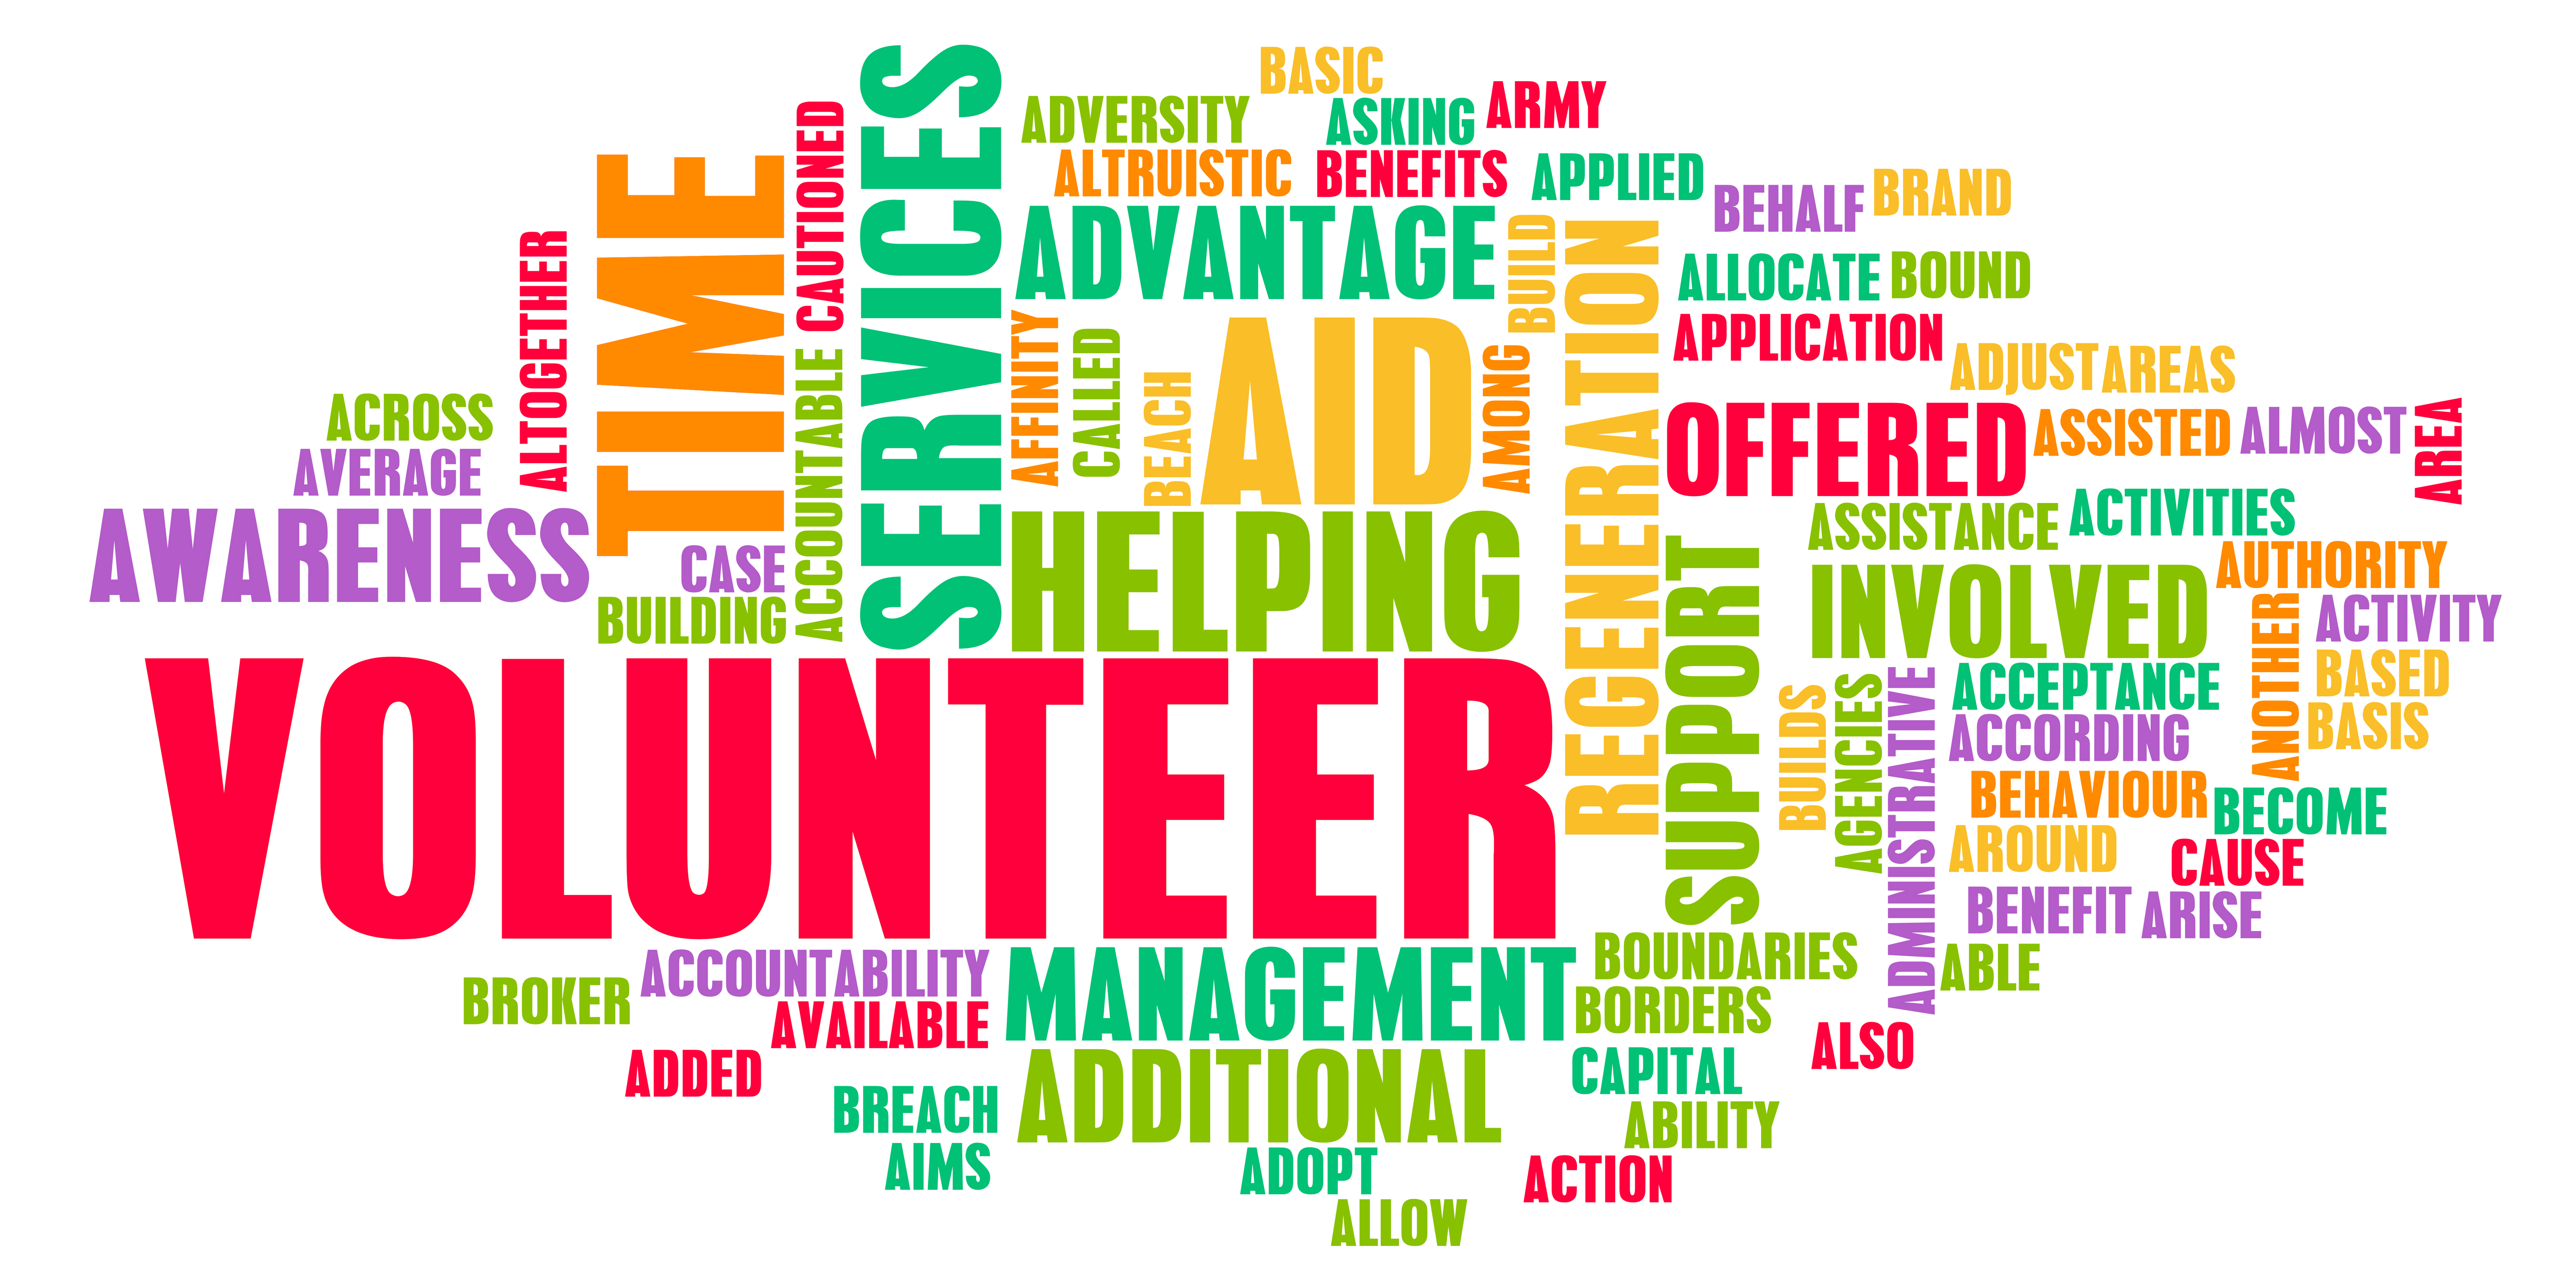 BASIC
ADVERSITY
ASKING
ARMY
ALTRUISTIC
BENEFITS
APPLIED
BEHALF
BRAND
SERVICES
CAUTIONED
TIME
ALTOGETHER
ADVANTAGE
BUILD
REGENERATION
ALLOCATE
BOUND
APPLICATION
ADJUST
AREAS
AFFINITY
CALLED
BEACH
AID
AMONG
OFFERED
ASSISTED
ALMOST
AREA
ACROSS
AVERAGE
AWARENESS
ACCOUNTABLE
CASE
BUILDING
HELPING
SUPPORT
ASSISTANCE
ACTIVITIES
AUTHORITY
INVOLVED
ANOTHER
ACTIVITY
BASED
BASIS
VOLUNTEER
BUILDS
AGENCIES
ADMINISTRATIVE
ACCEPTANCE
ACCORDING
BEHAVIOUR
BECOME
AROUND
CAUSE
BENEFIT
ARISE
ABLE
BROKER
ACCOUNTABILITY
AVAILABLE
MANAGEMENT
BOUNDARIES
BORDERS
ALSO
ADDED
BREACH
ADDITIONAL
CAPITAL
ABILITY
AIMS
ADOPT
ACTION
ALLOW